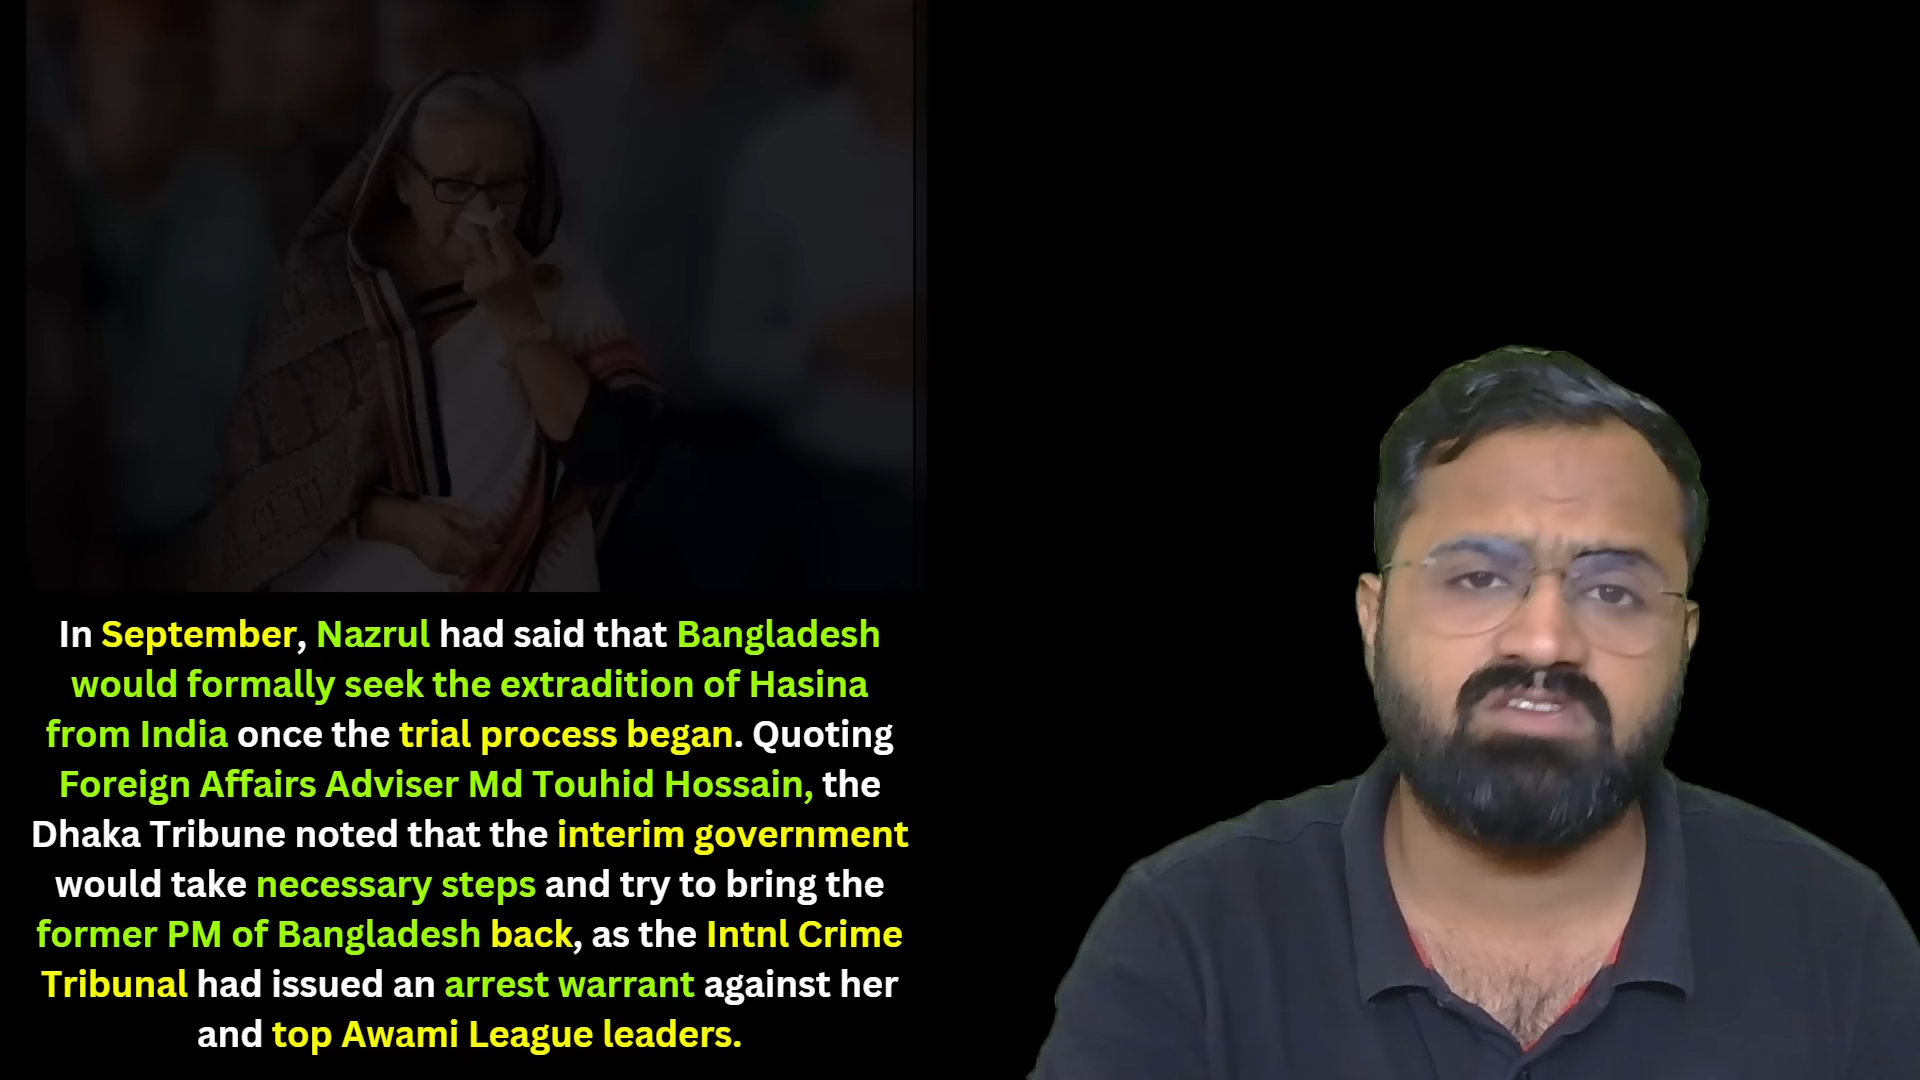 In September, Nazrul had said that Bangladesh
would formally seek the extradition of Hasina
from India once the trial process began. Quoting
Foreign Affairs Adviser Md Touhid Hossain, the
Dhaka Tribune noted that the interim government
would take necessary steps and try to bring the
former PM of Bangladesh back, as the Intnl Crime
Tribunal had issued an arrest warrant against her
and top Awami League leaders.